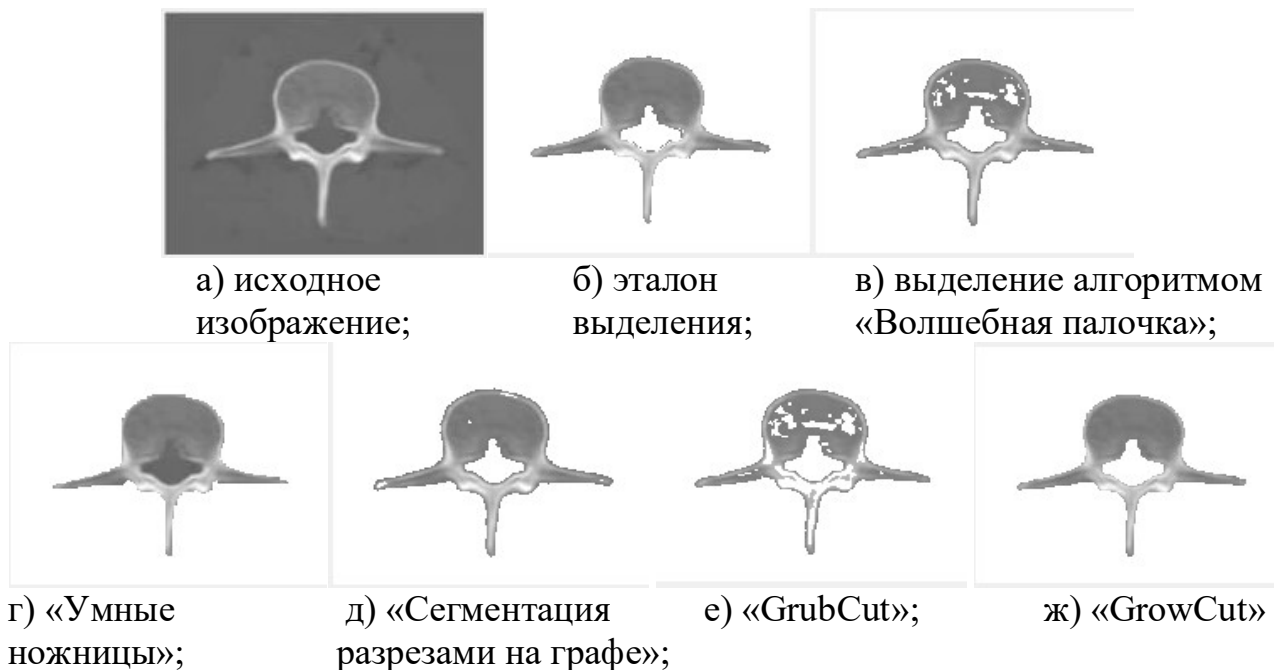 а) исходное
изображение;
б) эталон
выделения;
в) выделение алгоритмом
«Волшебная палочка»;
г) «Умные
ножницы»;
д) «Сегментация
разрезами на графе»;
е) «GrubCut»;
ж) «GrowCut»